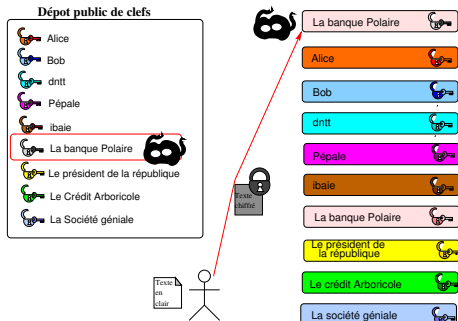 Dépot public de clefs
Alice
Bob
dntt
Pépale
ibaie
La banque Polaire
Le président de la république
Le Crédit Arboricole
La Société géniale
Texte
en
clair
Texte
chiffré
La banque Polaire
Alice
Bob
dntt
Pépale
ibaie
La banque Polaire
Le président de
la république
Le crédit Arboricole
La société géniale